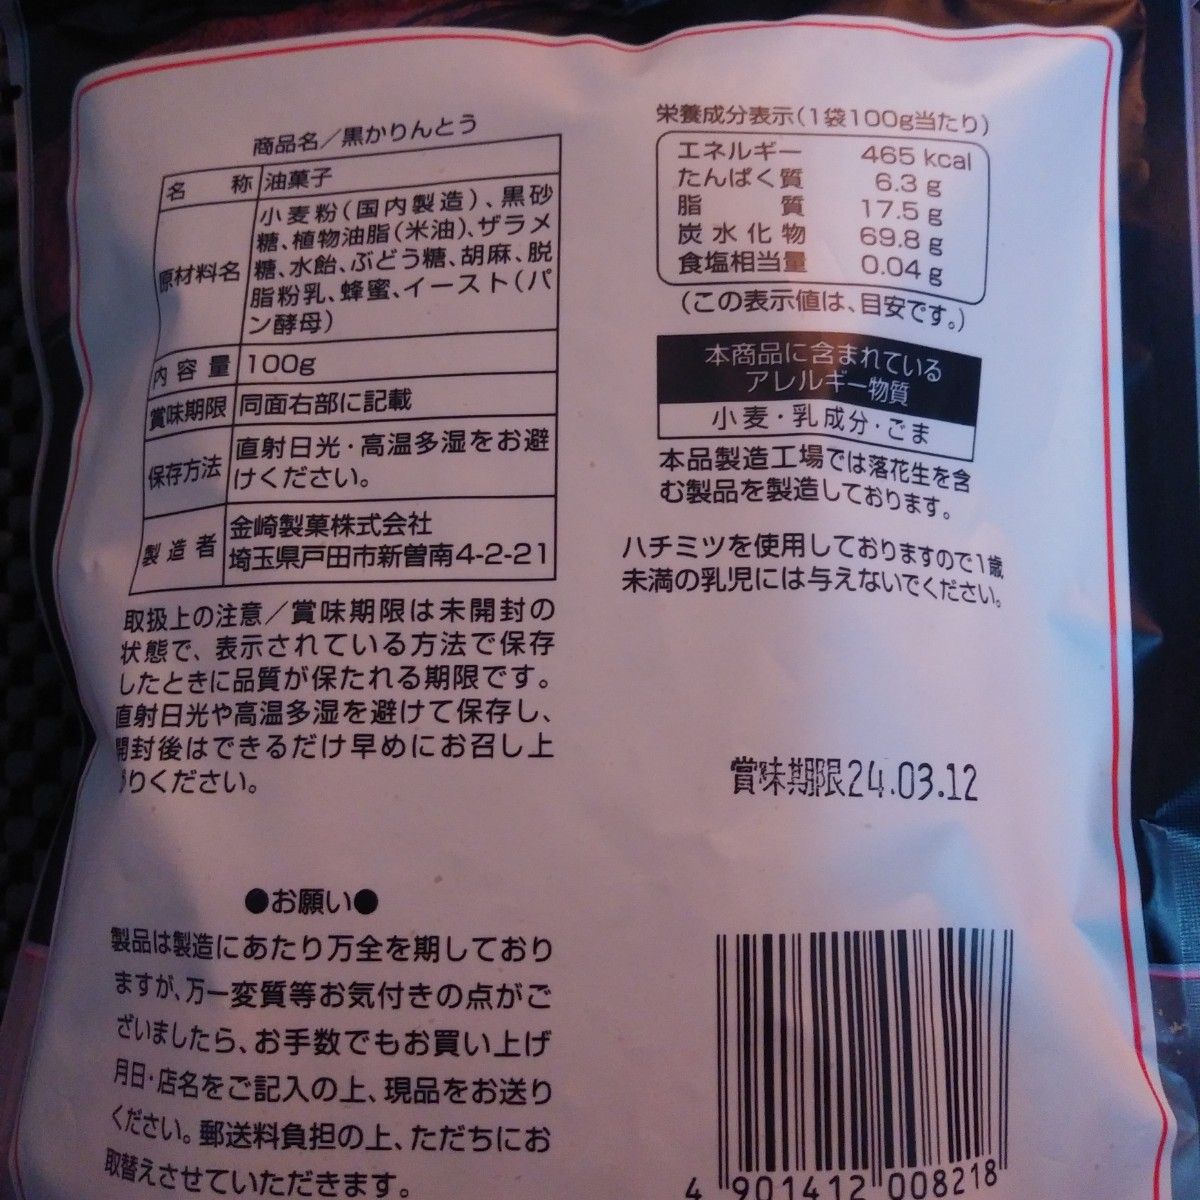 商品名／黒かりんとう
名称 油菓子
原材料名 小麦粉(国内製造)、黒砂
糖、植物油脂(米油)、ザラメ
糖、水飴、ぶどう糖、胡麻、脱
脂粉乳、蜂蜜、イースト(パ
ン酵母)
内容量 100g
賞味期限 同面右部に記載
保存方法 直射日光・高温多湿をお避
けください。
製造者 金崎製菓株式会社
埼玉県戸田市新曽南4-2-21
取扱上の注意／賞味期限は未開封の
状態で、表示されている方法で保存
したときに品質が保たれる期限です。
直射日光や高温多湿を避けて保存し、
開封後はできるだけ早めにお召し上
がりください。
●お願い●
製品は製造にあたり万全を期しており
ますが、万一変質等お気付きの点がご
ざいましたら、お手数でもお買い上げ
月日・店名をご記入の上、現品をお送り
ください。郵送料負担の上、ただちにお
取替えさせていただきます。
栄養成分表示(1袋100g当たり)
エネルギー 465 kcal
たんぱく質 6.3 g
脂質 17.5 g
炭水化物 69.8 g
食塩相当量 0.04 g
(この表示値は、目安です。)
本商品に含まれている
アレルギー物質
小麦・乳成分・ごま
本品製造工場では落花生を含
む製品を製造しております。
ハチミツを使用しておりますので1歳
未満の乳児には与えないでください。
賞味期限24.03.12
4 901412 008218